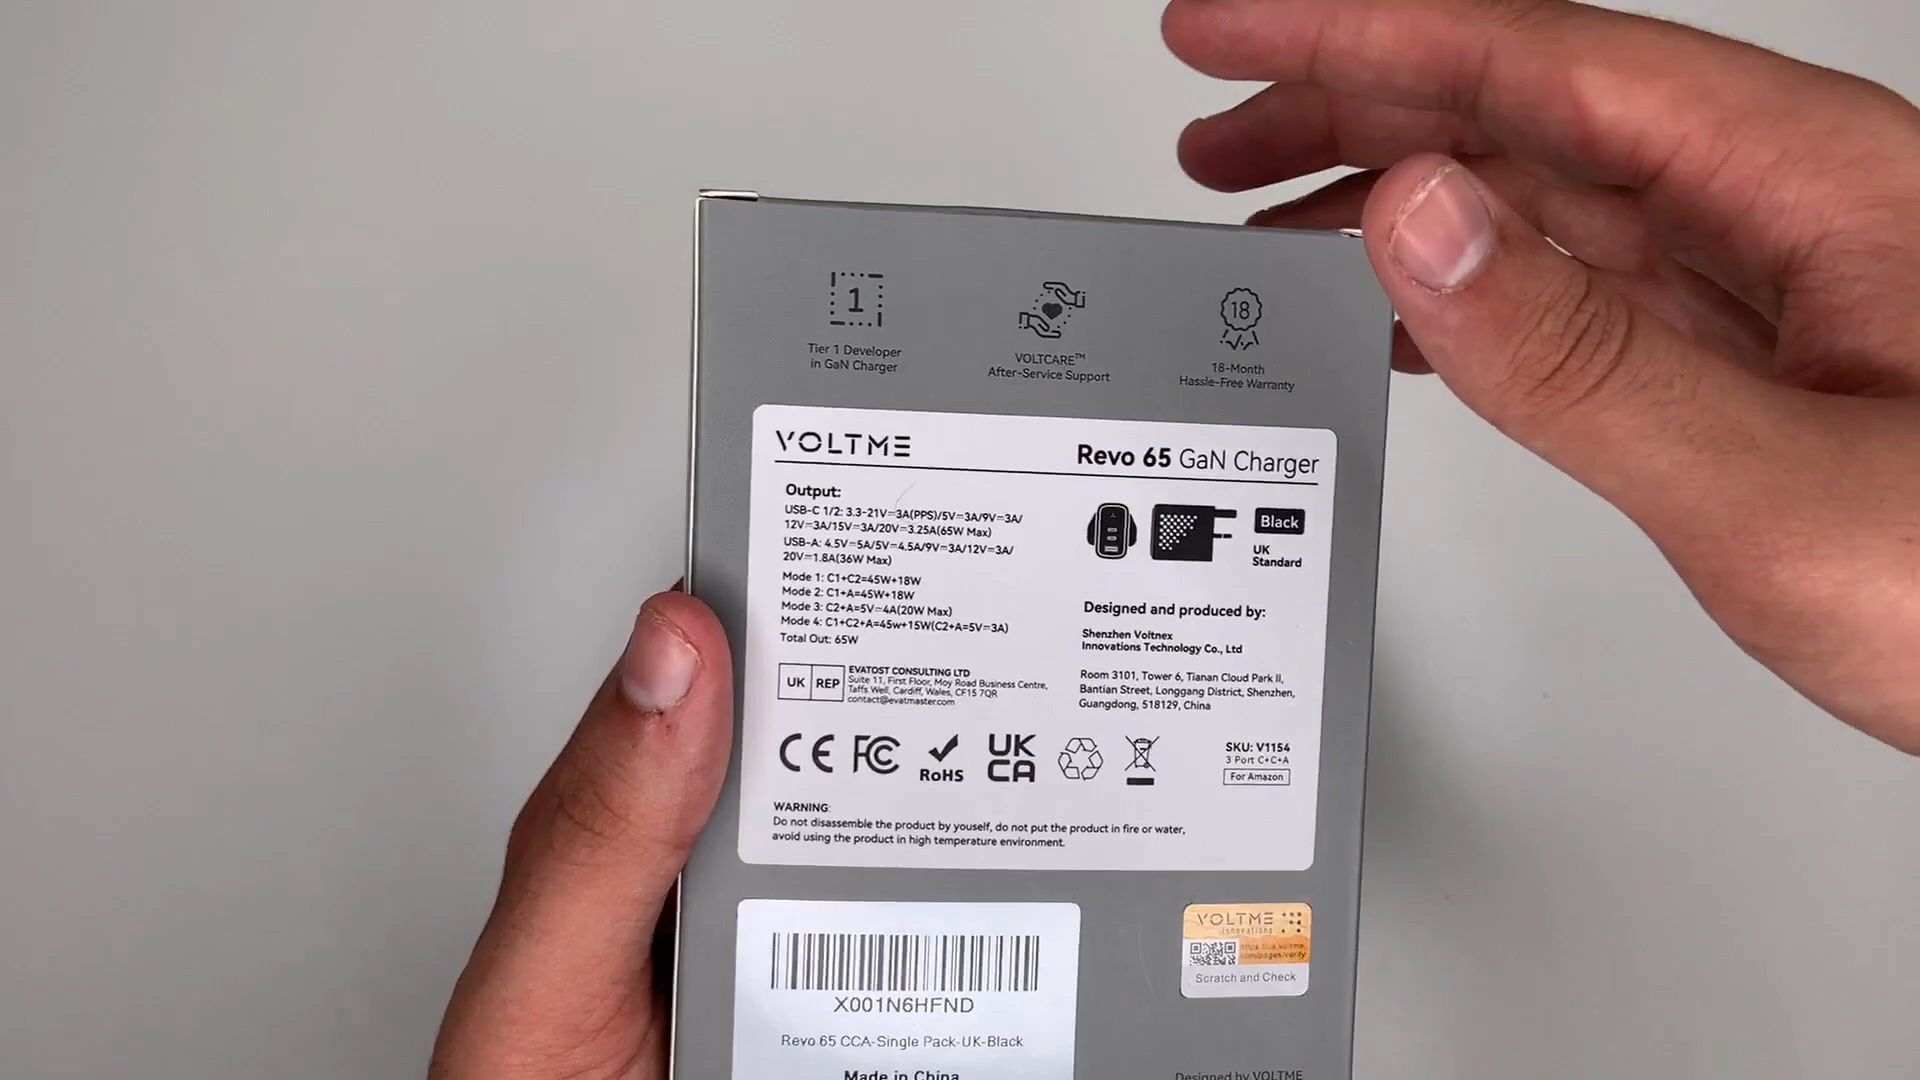 1
Tier 1 Developer
in GaN Charger
VOLTCARE™
After-Service Support
18
18-Month
Hassle-Free Warranty
VOLTME
Revo 65 GaN Charger
Output:
USB-C 1/2: 3.3-21V⎓3A(PPS)/5V⎓3A/9V⎓3A/
12V⎓3A/15V⎓3A/20V⎓3.25A(65W Max)
USB-A: 4.5V⎓5A/5V⎓4.5A/9V⎓3A/12V⎓3A/
20V⎓1.8A(36W Max)
Mode 1: C1+C2=45W+18W
Mode 2: C1+A=45W+18W
Mode 3: C2+A=5V⎓4A(20W Max)
Mode 4: C1+C2+A=45w+15W(C2+A=5V⎓3A)
Total Out: 65W
Black
UK
Standard
Designed and produced by:
Shenzhen Voltnex
Innovations Technology Co., Ltd
Room 3101, Tower 6, Tianan Cloud Park II,
Bantian Street, Longgang District, Shenzhen,
Guangdong, 518129, China
UK REP
EVATOST CONSULTING LTD
Suite 11, First Floor, Moy Road Business Centre,
Taffs Well, Cardiff, Wales, CF15 7QR
contact@evatmaster.com
CE FC RoHS UK CA
SKU: V1154
3 Port C+C+A
For Amazon
WARNING:
Do not disassemble the product by youself, do not put the product in fire or water,
avoid using the product in high temperature environment.
X001N6HFND
Revo 65 CCA-Single Pack-UK-Black
Made in China
VOLTME
Innovations
com/pages/verify
Scratch and Check
Designed by VOLTME